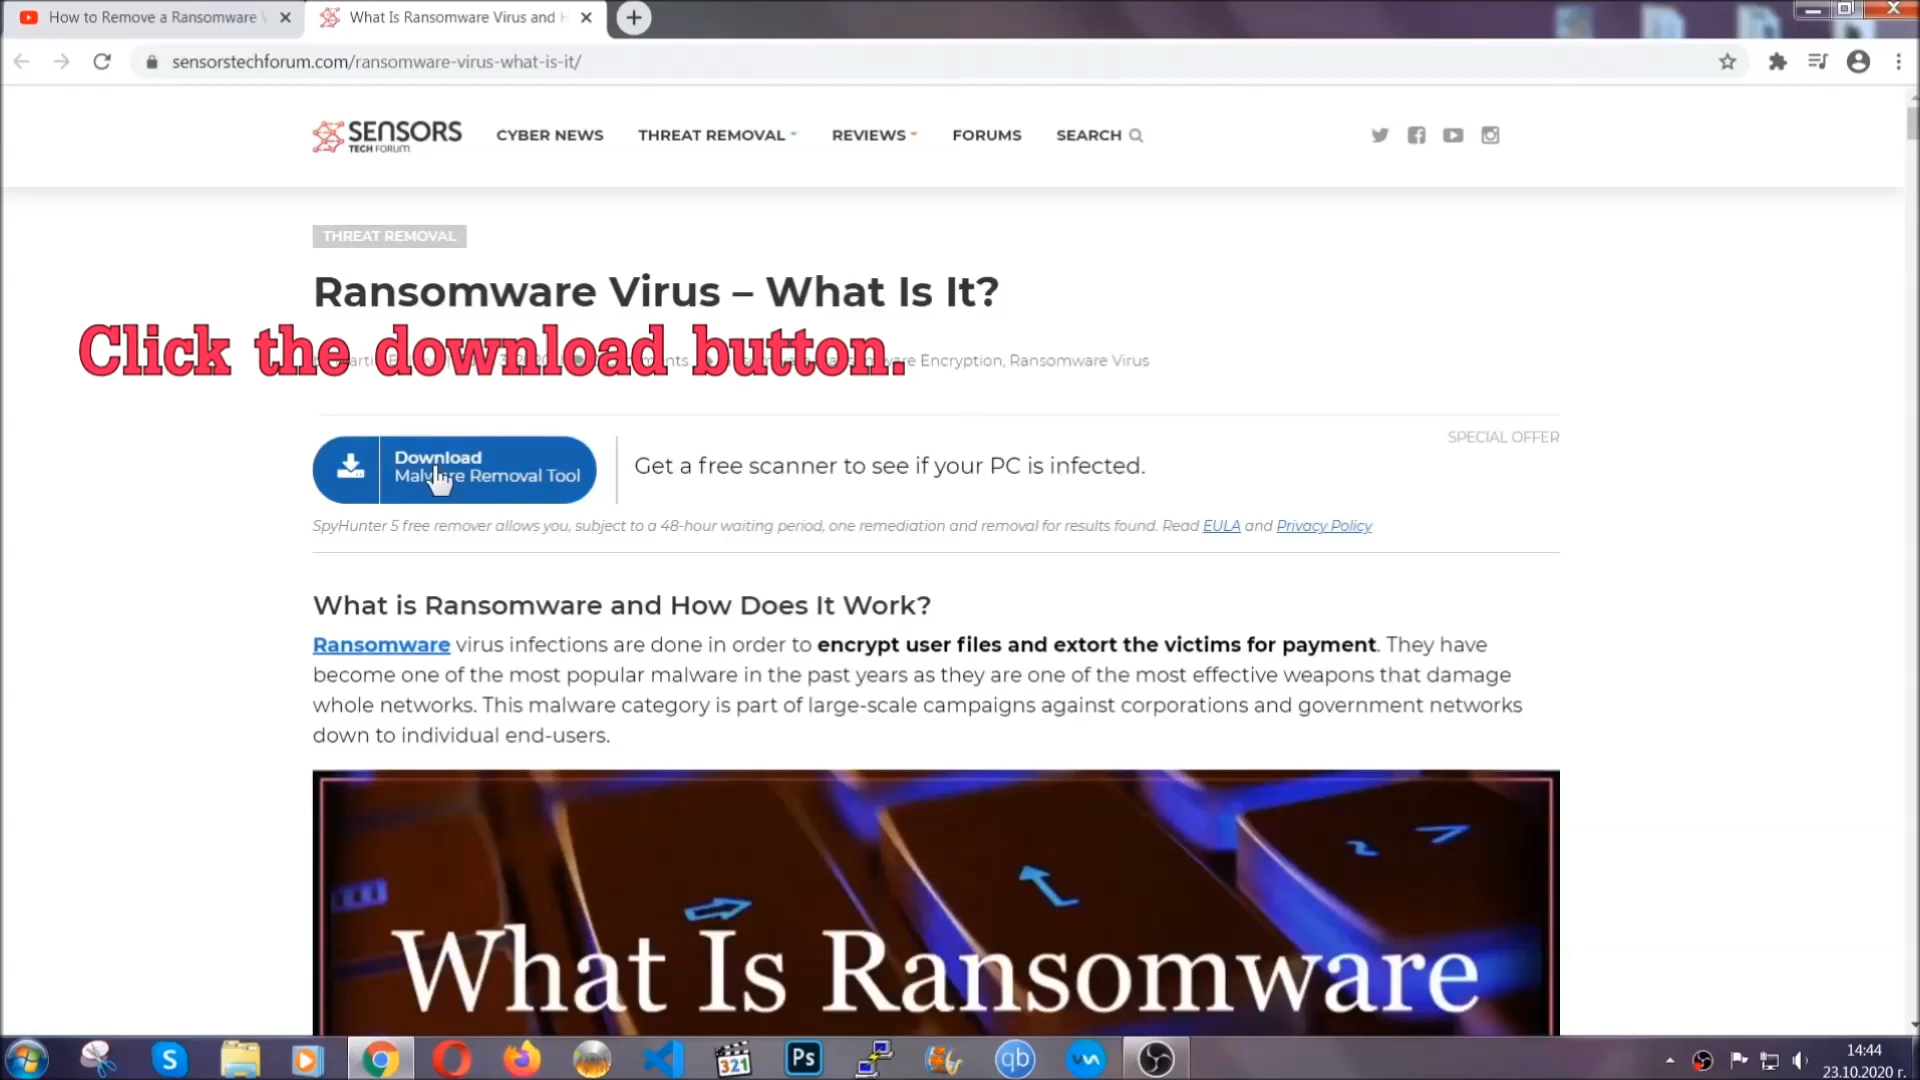 How to Remove a Ransomware
What Is Ransomware Virus and
sensorstechforum.com/ransomware-virus-what-is-it/
SENSORS
TECH FORUM
CYBER NEWS THREAT REMOVAL REVIEWS FORUMS SEARCH
THREAT REMOVAL
Ransomware Virus – What Is It?
Click the download button.
Encryption, Ransomware Virus
SPECIAL OFFER
Download
Malware Removal Tool
Get a free scanner to see if your PC is infected.
SpyHunter 5 free remover allows you, subject to a 48-hour waiting period, one remediation and removal for results found. Read EULA and Privacy Policy
What is Ransomware and How Does It Work?
Ransomware virus infections are done in order to encrypt user files and extort the victims for payment. They have
become one of the most popular malware in the past years as they are one of the most effective weapons that damage
whole networks. This malware category is part of large-scale campaigns against corporations and government networks
down to individual end-users.
What Is Ransomware
S
321
Ps
qb
14:44
23.10.2020 г.